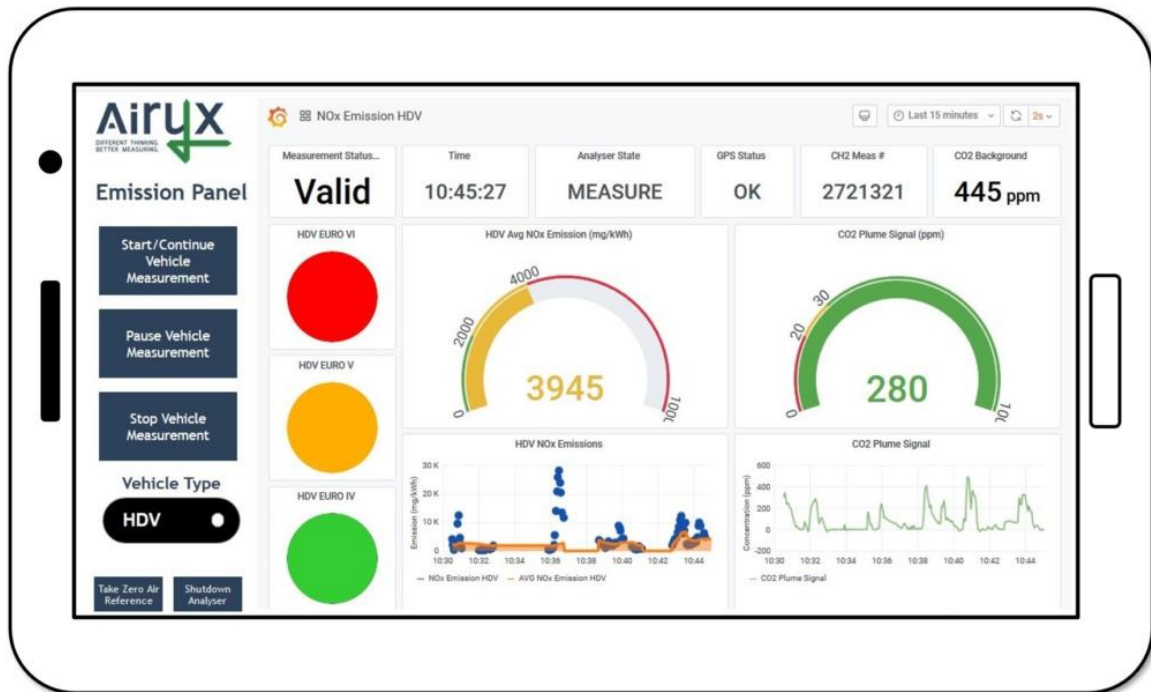 Airyx
DIFFERENT THINKING.
BETTER MEASURING.
Emission Panel
Start/Continue
Vehicle
Measurement
Pause Vehicle
Measurement
Stop Vehicle
Measurement
Vehicle Type
HDV
Take Zero Air
Reference
Shutdown
Analyser
NOx Emission HDV
Last 15 minutes
2s
Measurement Status...
Valid
Time
10:45:27
Analyser State
MEASURE
GPS Status
OK
CH2 Meas #
2721321
CO2 Background
445 ppm
HDV EURO VI
HDV EURO V
HDV EURO IV
HDV Avg NOx Emission (mg/kWh)
0
2000
4000
3945
CO2 Plume Signal (ppm)
0
20
30
280
HDV NOx Emissions
Emission (mg/kWh)
30 K
20 K
10 K
0
10:30 10:32 10:34 10:36 10:38 10:40 10:42 10:44
NOx Emission HDV AVG NOx Emission HDV
CO2 Plume Signal
Concentration (ppm)
600
400
200
0
-200
10:30 10:32 10:34 10:36 10:38 10:40 10:42 10:44
CO2 Plume Signal